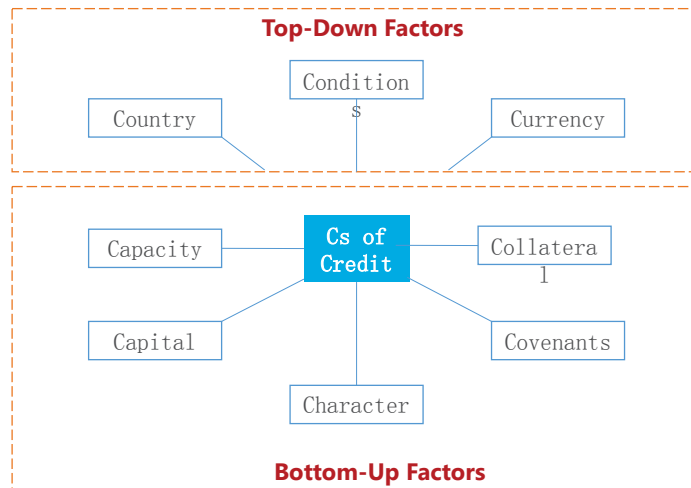 Top-Down Factors
Condition
s
Country
Currency
Cs of
Credit
Capacity
Collatera
l
Capital
Covenants
Character
Bottom-Up Factors